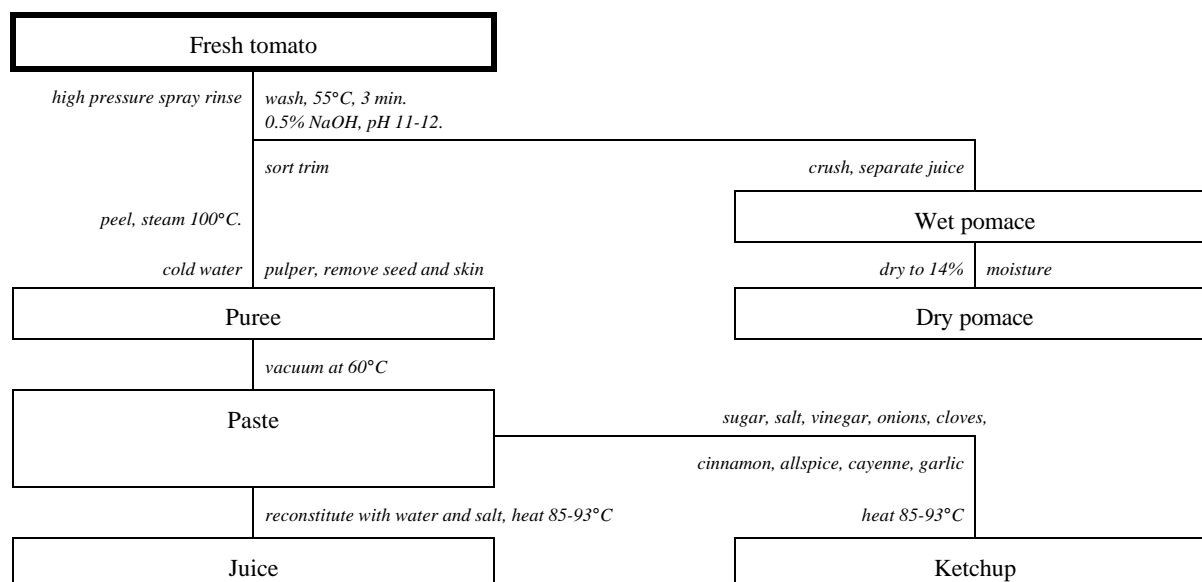 Fresh tomato
high pressure spray rinse
wash, 55°C, 3 min.
0.5% NaOH, pH 11-12.
sort trim
crush, separate juice
peel, steam 100°C.
Wet pomace
cold water
pulper, remove seed and skin
dry to 14%
moisture
Puree
Dry pomace
vacuum at 60°C
Paste
sugar, salt, vinegar, onions, cloves,
cinnamon, allspice, cayenne, garlic
reconstitute with water and salt, heat 85-93°C
heat 85-93°C
Juice
Ketchup